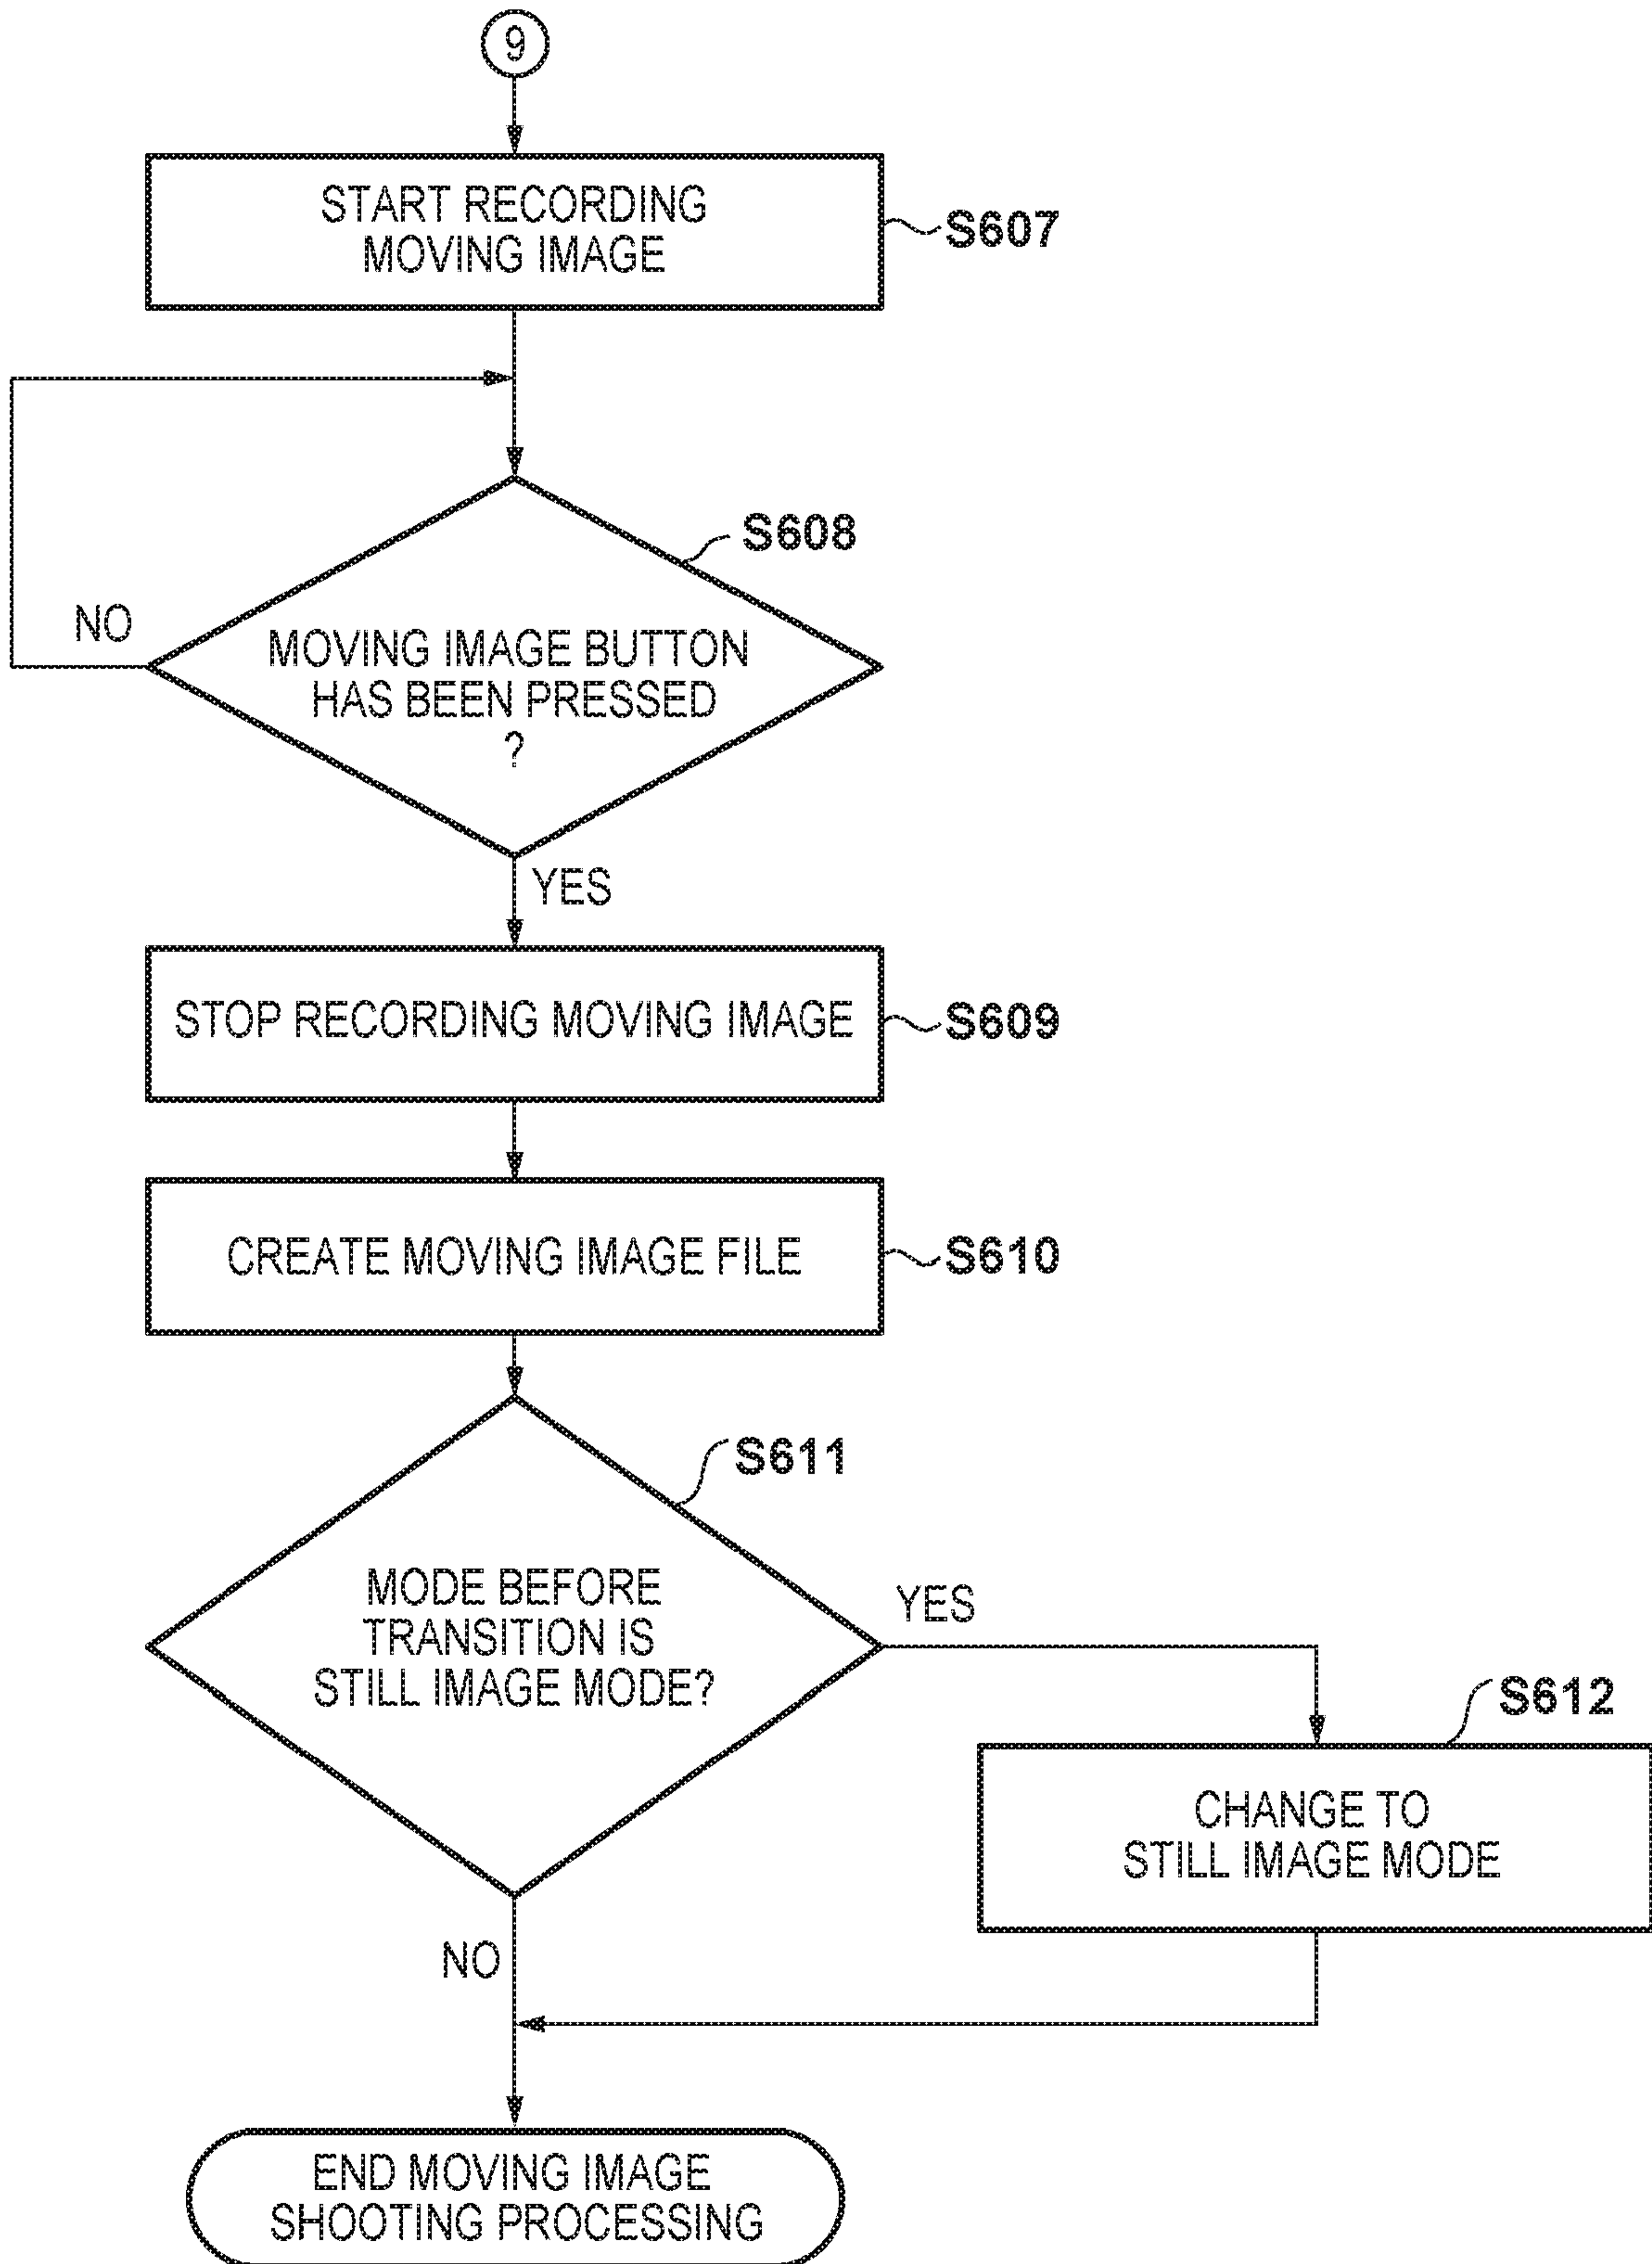 9
START RECORDING
MOVING IMAGE
S607
S608
NO
MOVING IMAGE BUTTON
HAS BEEN PRESSED
?
YES
STOP RECORDING MOVING IMAGE
S609
CREATE MOVING IMAGE FILE
S610
S611
MODE BEFORE
TRANSITION IS
STILL IMAGE MODE?
YES
S612
CHANGE TO
STILL IMAGE MODE
NO
END MOVING IMAGE
SHOOTING PROCESSING